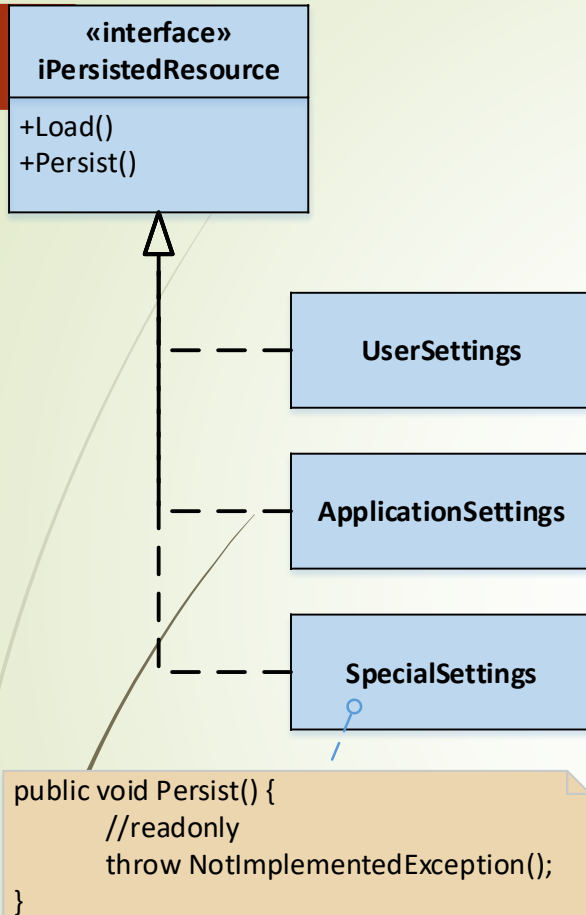 «interface»
iPersistedResource
+Load()
+Persist()
UserSettings
ApplicationSettings
SpecialSettings
public void Persist() {
//readonly
throw NotImplementedException();
}